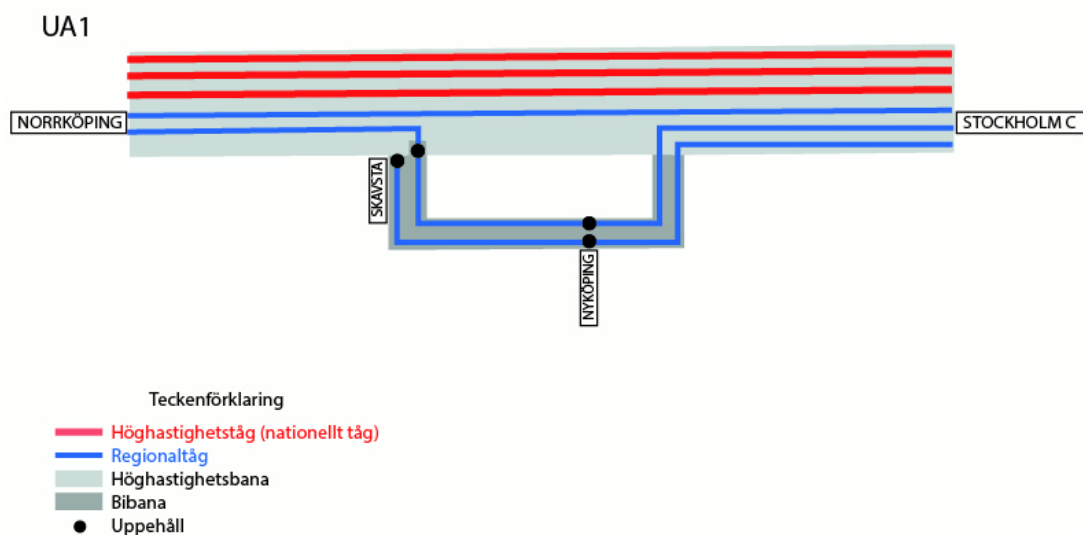 UA1
NORRKÖPING
STOCKHOLM C
SKAVSTA
NYKÖPING
Teckenförklaring
Höghastighetståg (nationellt tåg)
Regionaltåg
Höghastighetsbana
Bibana
Uppehåll